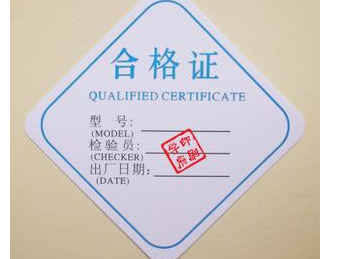 合格证
QUALIFIED CERTIFICATE
型 号:
(MODEL)
检验员:
(CHECKER)
出厂日期:
(DATE)